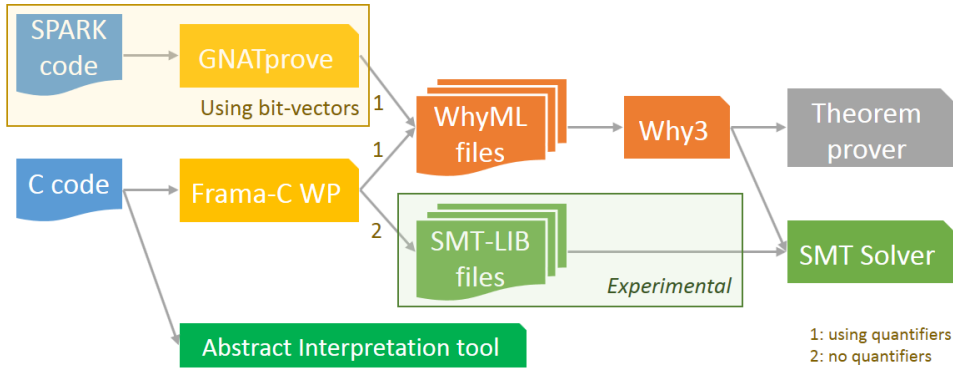 SPARK
code
GNATprove
Using bit-vectors
1
WhyML
files
Why3
Theorem
prover
1
C code
Frama-C WP
2
SMT-LIB
files
Experimental
SMT Solver
Abstract Interpretation tool
1: using quantifiers
2: no quantifiers